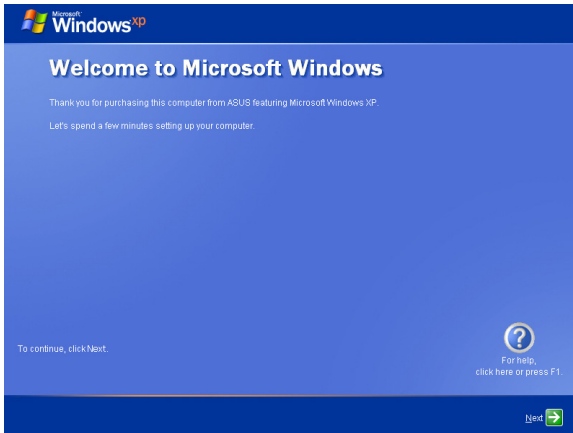 Microsoft
Windows xp
Welcome to Microsoft Windows
Thank you for purchasing this computer from ASUS featuring Microsoft Windows XP.
Let's spend a few minutes setting up your computer.
To continue, click Next.
?
For help,
click here or press F1.
Next